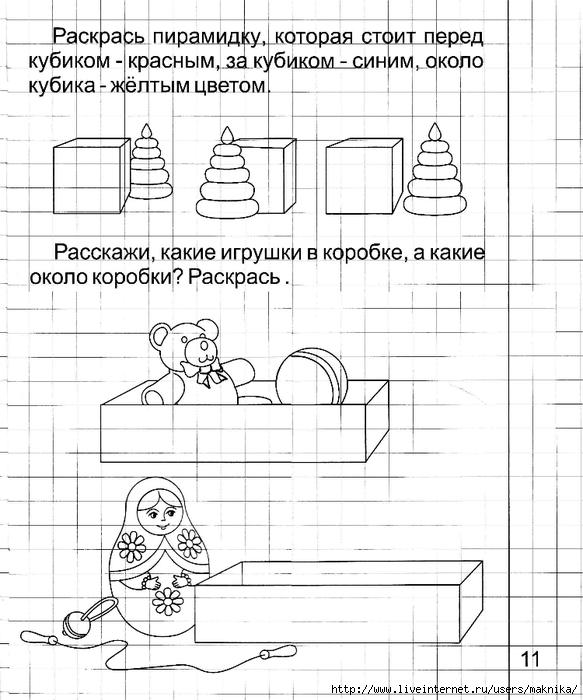 Раскрась пирамидку, которая стоит перед
кубиком - красным, за кубиком - синим, около
кубика - жёлтым цветом.
Расскажи, какие игрушки в коробке, а какие
около коробки? Раскрась .
11
http://www.liveinternet.ru/users/maknika/